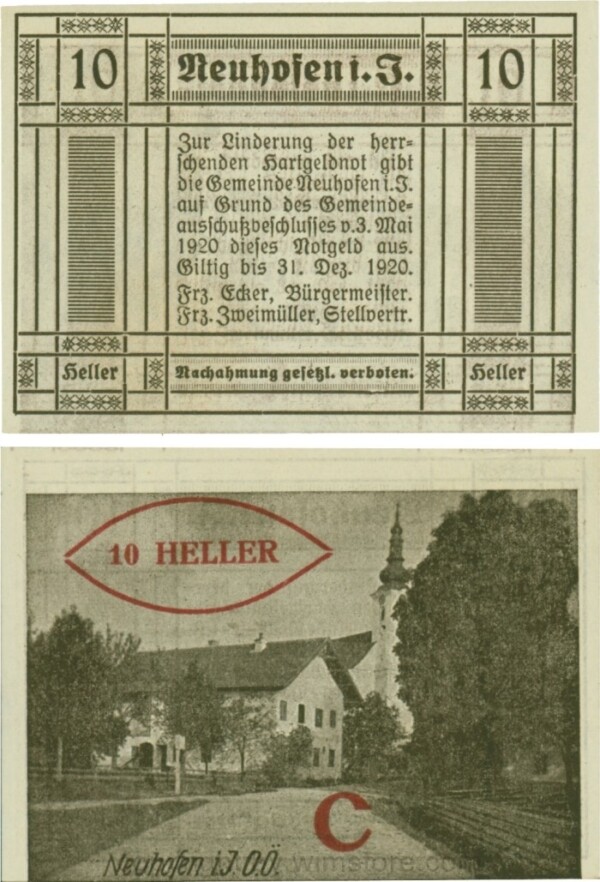 10 Neuhofen i. J. 10
Zur Linderung der herr-
schenden Hartgeldnot gibt
die Gemeinde Neuhofen i. J.
auf Grund des Gemeinde-
ausschußbeschlusses v. 3. Mai
1920 dieses Notgeld aus.
Giltig bis 31. Dez. 1920.
Frz. Ecker, Bürgermeister.
Frz. Zweimüller, Stellvertr.
Heller Nachahmung gesetzl. verboten. Heller
10 HELLER
C
Neuhofen i.J.O.Ö.
wimstore.com